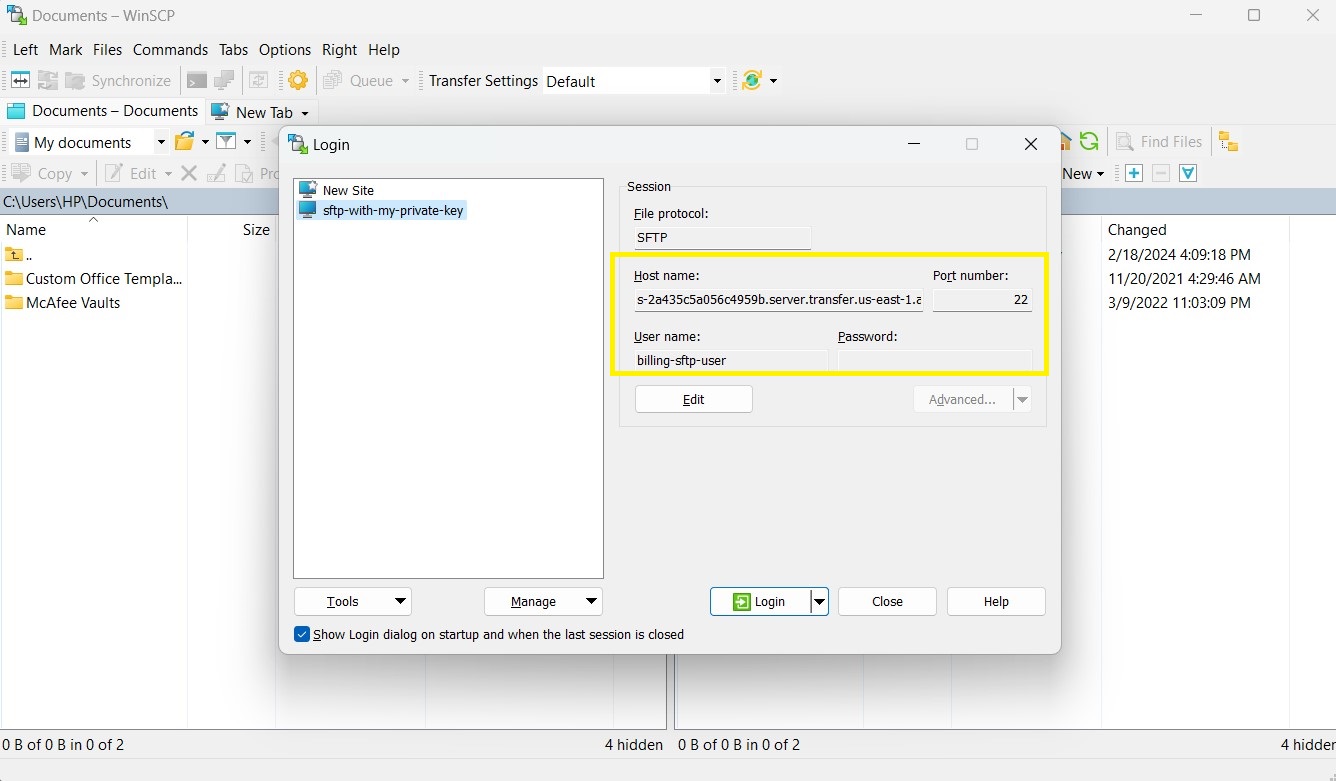 Documents – WinSCP
Left Mark Files Commands Tabs Options Right Help
Synchronize Queue Transfer Settings Default
Documents – Documents New Tab
My documents Find Files
Copy Edit New
C:\Users\HP\Documents\
Name Size Changed
.. 2/18/2024 4:09:18 PM
Custom Office Templa... 11/20/2021 4:29:46 AM
McAfee Vaults 3/9/2022 11:03:09 PM
Login
New Site
sftp-with-my-private-key
Session
File protocol:
SFTP
Host name: Port number:
s-2a435c5a056c4959b.server.transfer.us-east-1.a 22
User name: Password:
billing-sftp-user
Edit Advanced...
Tools Manage Login Close Help
Show Login dialog on startup and when the last session is closed
0 B of 0 B in 0 of 2 4 hidden 0 B of 0 B in 0 of 2 4 hidden